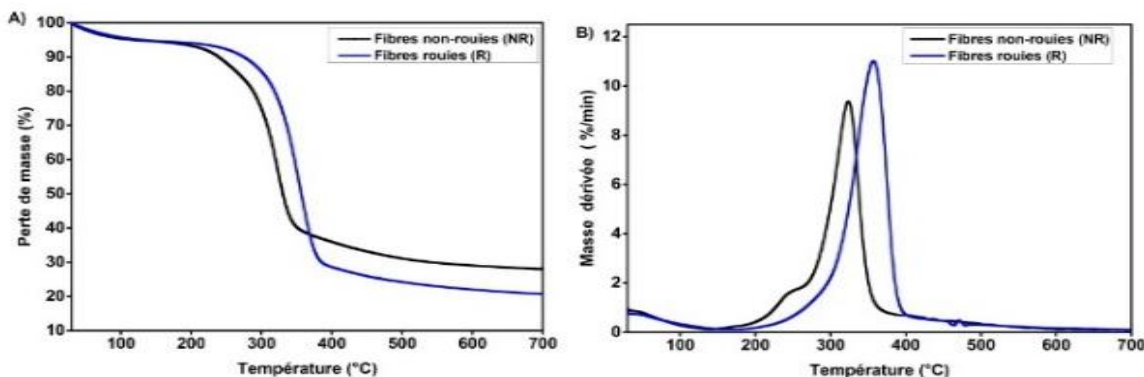 A)
100
90
80
70
60
50
40
30
20
10
Perte de masse (%)
Fibres non-rouies (NR)
Fibres rouies (R)
100 200 300 400 500 600 700
Température (°C)
B)
12
10
8
6
4
2
0
Masse dérivée ( %/min)
Fibres non-rouies (NR)
Fibres rouies (R)
100 200 300 400 500 600 700
Température (°C)